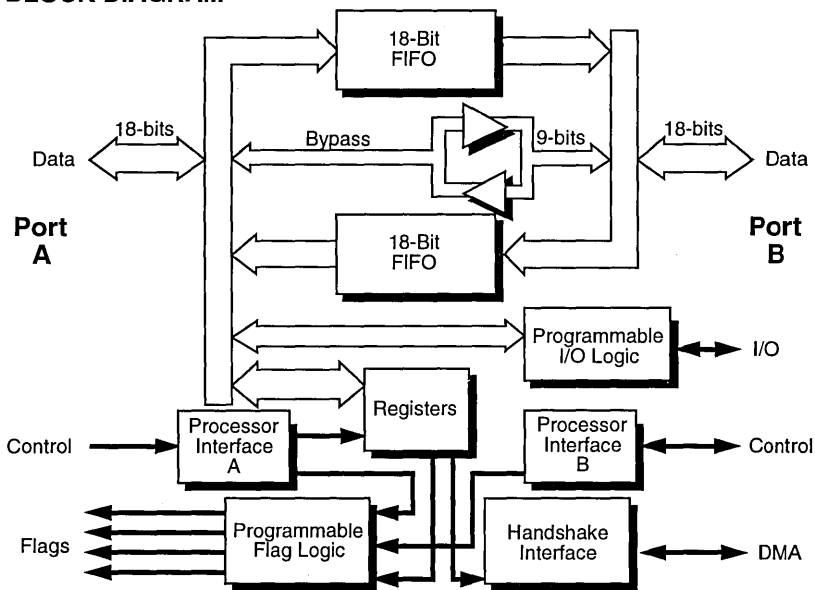 BLOCK DIAGRAM
18-Bit
FIFO
18-bits
Bypass
9-bits
18-bits
Data
Data
Port
A
18-Bit
FIFO
Port
B
Programmable
I/O Logic
I/O
Registers
Processor
Interface
A
Control
Processor
Interface
B
Control
Flags
Programmable
Flag Logic
Handshake
Interface
DMA